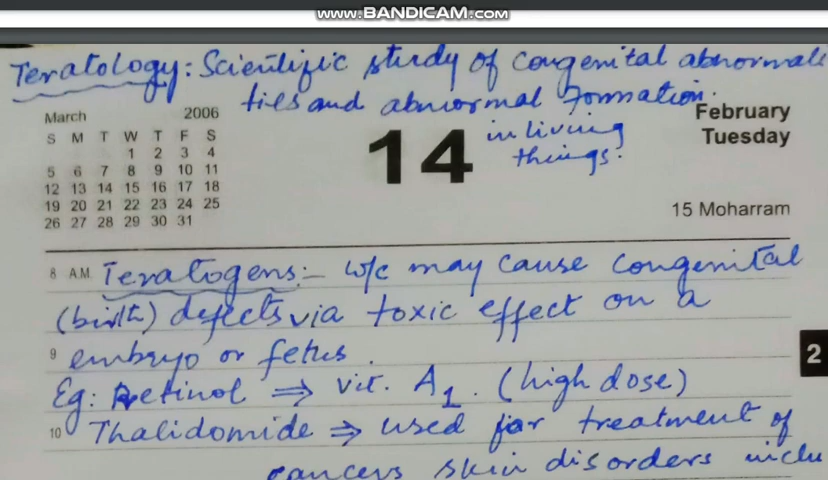 www.BANDICAM.com
Teratology: Scientific study of congenital abnormali
ties and abnormal formation.
in living
things.
March 2006
S M T W T F S
1 2 3 4
5 6 7 8 9 10 11
12 13 14 15 16 17 18
19 20 21 22 23 24 25
26 27 28 29 30 31
14
February
Tuesday
15 Moharram
8 A.M. Teratogens:- w/c may cause congenital
(birth) defects via toxic effect on a
9 embryo or fetus.
Eg: Retinol ⇒ vit. A1. (high dose)
10 Thalidomide ⇒ used for treatment of
cancers skin disorders inclu
2